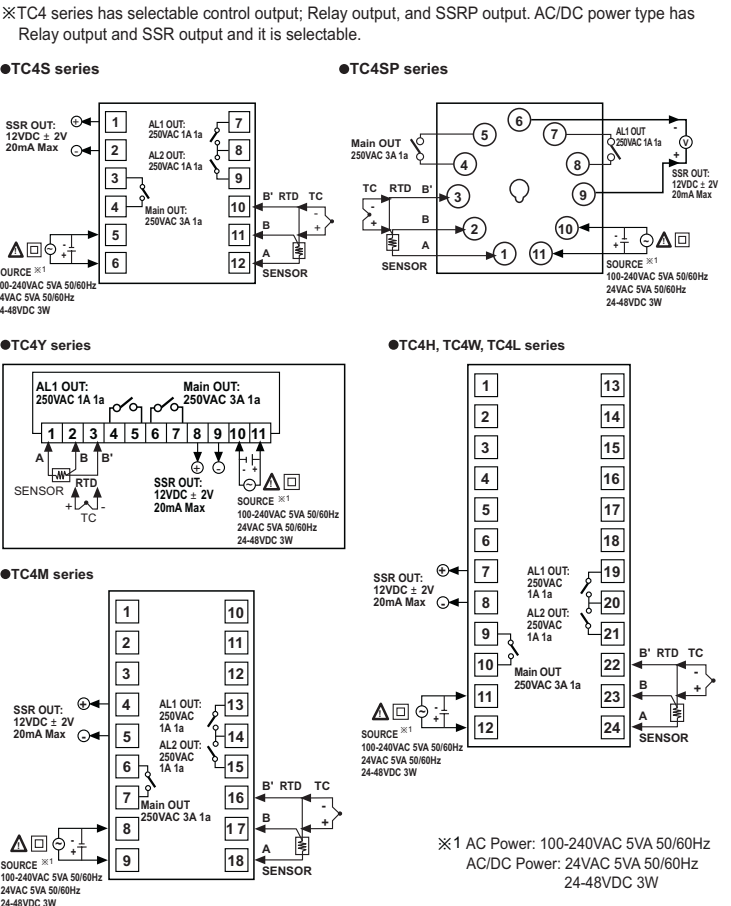 ※TC4 series has selectable control output; Relay output, and SSRP output. AC/DC power type has
Relay output and SSR output and it is selectable.
●TC4S series
SSR OUT:
12VDC ± 2V
20mA Max
+
-
1
2
3
4
5
6
AL1 OUT:
250VAC 1A 1a
AL2 OUT:
250VAC 1A 1a
Main OUT:
250VAC 3A 1a
7
8
9
10
11
12
B' RTD TC
B
A
-
+
SENSOR
-
+
OURCE ※1
00-240VAC 5VA 50/60Hz
4VAC 5VA 50/60Hz
4-48VDC 3W
●TC4SP series
Main OUT
250VAC 3A 1a
5
4
6
7
8
AL1 OUT
250VAC 1A 1a
-
V
+
SSR OUT:
12VDC ± 2V
20mA Max
9
TC RTD B'
-
+
B
A
SENSOR
3
2
1
10
11
-
+
SOURCE ※1
100-240VAC 5VA 50/60Hz
24VAC 5VA 50/60Hz
24-48VDC 3W
●TC4Y series
AL1 OUT:
250VAC 1A 1a
Main OUT:
250VAC 3A 1a
1 2 3 4 5 6 7 8 9 10 11
A B B'
SENSOR
RTD
+ -
TC
+ -
SSR OUT:
12VDC ± 2V
20mA Max
- +
SOURCE ※1
100-240VAC 5VA 50/60Hz
24VAC 5VA 50/60Hz
24-48VDC 3W
●TC4M series
1
2
3
4
5
6
7
8
9
SSR OUT:
12VDC ± 2V
20mA Max
+
-
AL1 OUT:
250VAC
1A 1a
AL2 OUT:
250VAC
1A 1a
Main OUT
250VAC 3A 1a
10
11
12
13
14
15
16
17
18
B' RTD TC
B
A
-
+
SENSOR
-
+
SOURCE ※1
100-240VAC 5VA 50/60Hz
24VAC 5VA 50/60Hz
24-48VDC 3W
●TC4H, TC4W, TC4L series
1
2
3
4
5
6
7
8
9
10
11
12
SSR OUT:
12VDC ± 2V
20mA Max
+
-
AL1 OUT:
250VAC
1A 1a
AL2 OUT:
250VAC
1A 1a
Main OUT
250VAC 3A 1a
13
14
15
16
17
18
19
20
21
22
23
24
B' RTD TC
B
A
-
+
SENSOR
-
+
SOURCE ※1
100-240VAC 5VA 50/60Hz
24VAC 5VA 50/60Hz
24-48VDC 3W
※1 AC Power: 100-240VAC 5VA 50/60Hz
AC/DC Power: 24VAC 5VA 50/60Hz
24-48VDC 3W